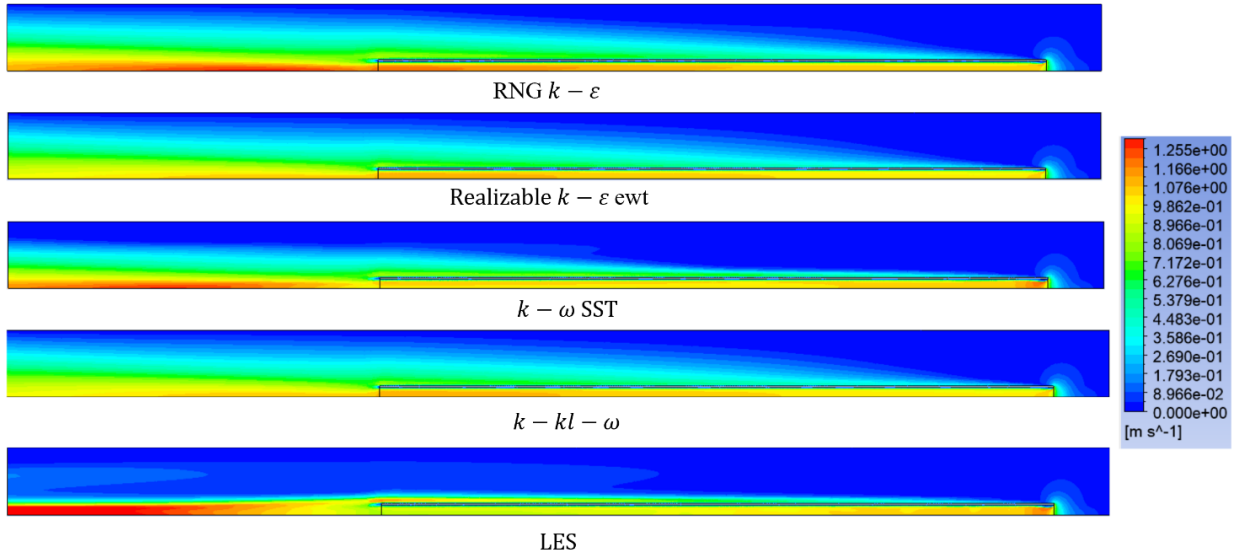 RNG k − ε
Realizable k − ε ewt
k − ω SST
k − kl − ω
LES
1.255e+00
1.166e+00
1.076e+00
9.862e-01
8.966e-01
8.069e-01
7.172e-01
6.276e-01
5.379e-01
4.483e-01
3.586e-01
2.690e-01
1.793e-01
8.966e-02
0.000e+00
[m s^-1]